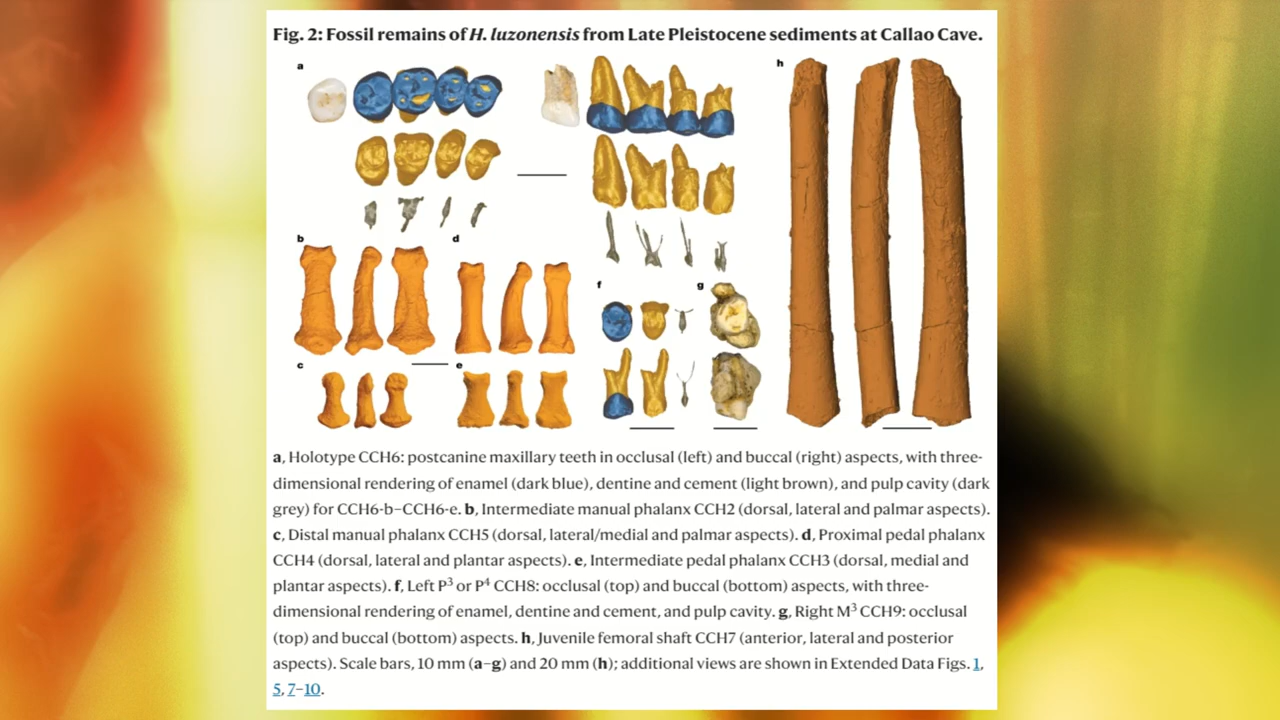 Fig. 2: Fossil remains of H. luzonensis from Late Pleistocene sediments at Callao Cave.
a
h
b
d
f
g
c
e
a, Holotype CCH6: postcanine maxillary teeth in occlusal (left) and buccal (right) aspects, with three-
dimensional rendering of enamel (dark blue), dentine and cement (light brown), and pulp cavity (dark
grey) for CCH6-b–CCH6-e. b, Intermediate manual phalanx CCH2 (dorsal, lateral and palmar aspects).
c, Distal manual phalanx CCH5 (dorsal, lateral/medial and palmar aspects). d, Proximal pedal phalanx
CCH4 (dorsal, lateral and plantar aspects). e, Intermediate pedal phalanx CCH3 (dorsal, medial and
plantar aspects). f, Left P³ or P⁴ CCH8: occlusal (top) and buccal (bottom) aspects, with three-
dimensional rendering of enamel, dentine and cement, and pulp cavity. g, Right M³ CCH9: occlusal
(top) and buccal (bottom) aspects. h, Juvenile femoral shaft CCH7 (anterior, lateral and posterior
aspects). Scale bars, 10 mm (a–g) and 20 mm (h); additional views are shown in Extended Data Figs. 1,
5, 7–10.